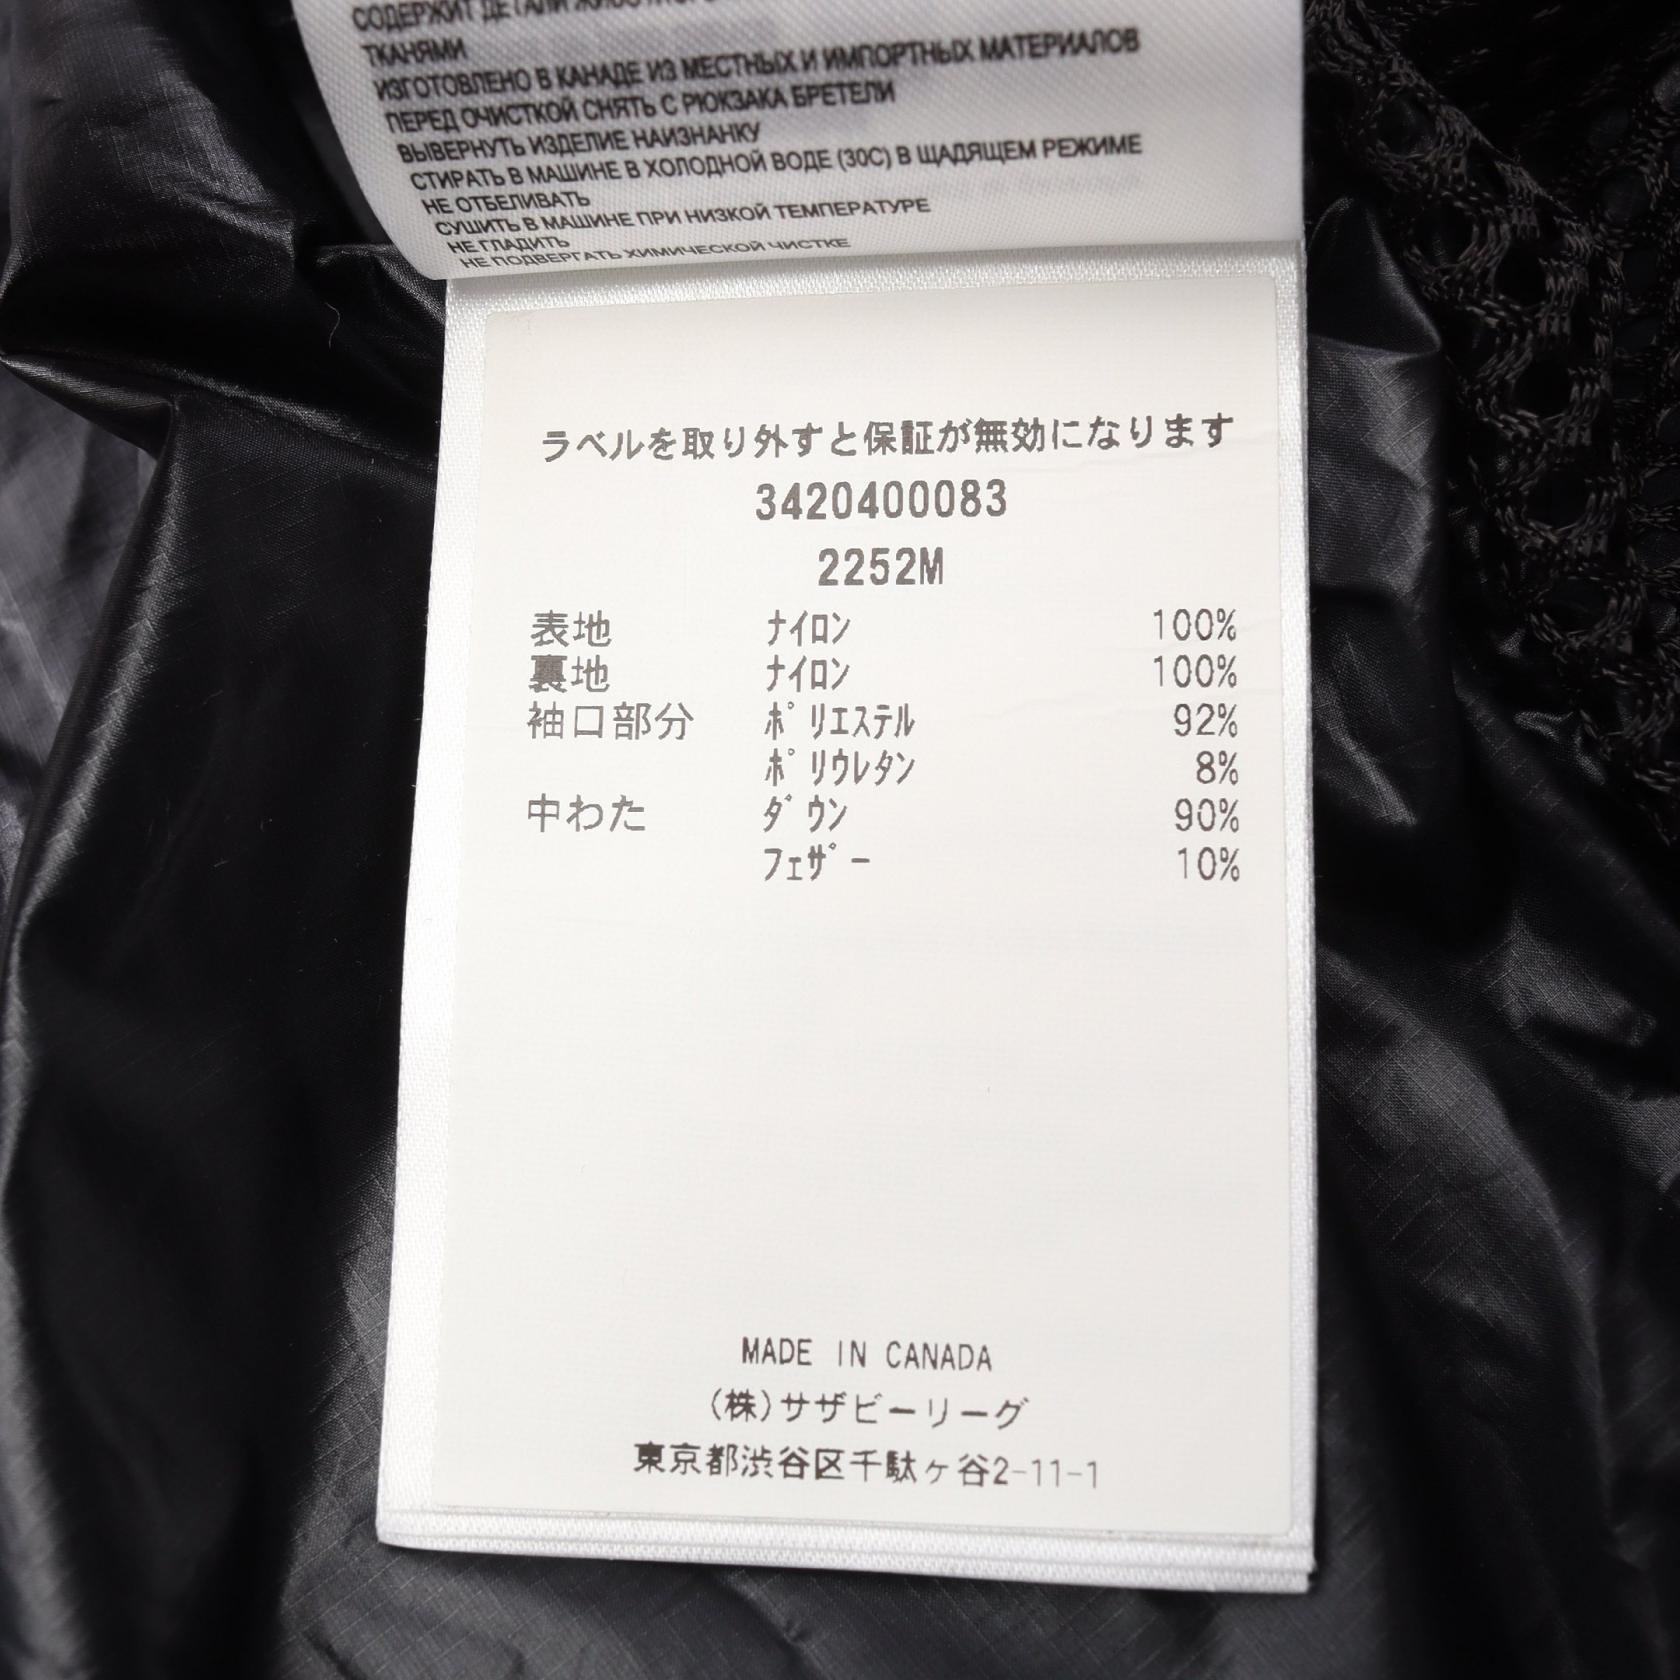 СОДЕРЖИТ ДЕТАЛИ
ТКАНЯМИ
ИЗГОТОВЛЕНО В КАНАДЕ ИЗ МЕСТНЫХ И ИМПОРТНЫХ МАТЕРИАЛОВ
ПЕРЕД ОЧИСТКОЙ СНЯТЬ С РЮКЗАКА БРЕТЕЛИ
ВЫВЕРНУТЬ ИЗДЕЛИЕ НАИЗНАНКУ
СТИРАТЬ В МАШИНЕ В ХОЛОДНОЙ ВОДЕ (30C) В ЩАДЯЩЕМ РЕЖИМЕ
НЕ ОТБЕЛИВАТЬ
СУШИТЬ В МАШИНЕ ПРИ НИЗКОЙ ТЕМПЕРАТУРЕ
НЕ ГЛАДИТЬ
НЕ ПОДВЕРГАТЬ ХИМИЧЕСКОЙ ЧИСТКЕ
ラベルを取り外すと保証が無効になります
3420400083
2252M
表地 ﾅｲﾛﾝ 100%
裏地 ﾅｲﾛﾝ 100%
袖口部分 ﾎﾟﾘｴｽﾃﾙ 92%
ﾎﾟﾘｳﾚﾀﾝ 8%
中わた ﾀﾞｳﾝ 90%
ﾌｪｻﾞｰ 10%
MADE IN CANADA
(株)サザビーリーグ
東京都渋谷区千駄ヶ谷2-11-1